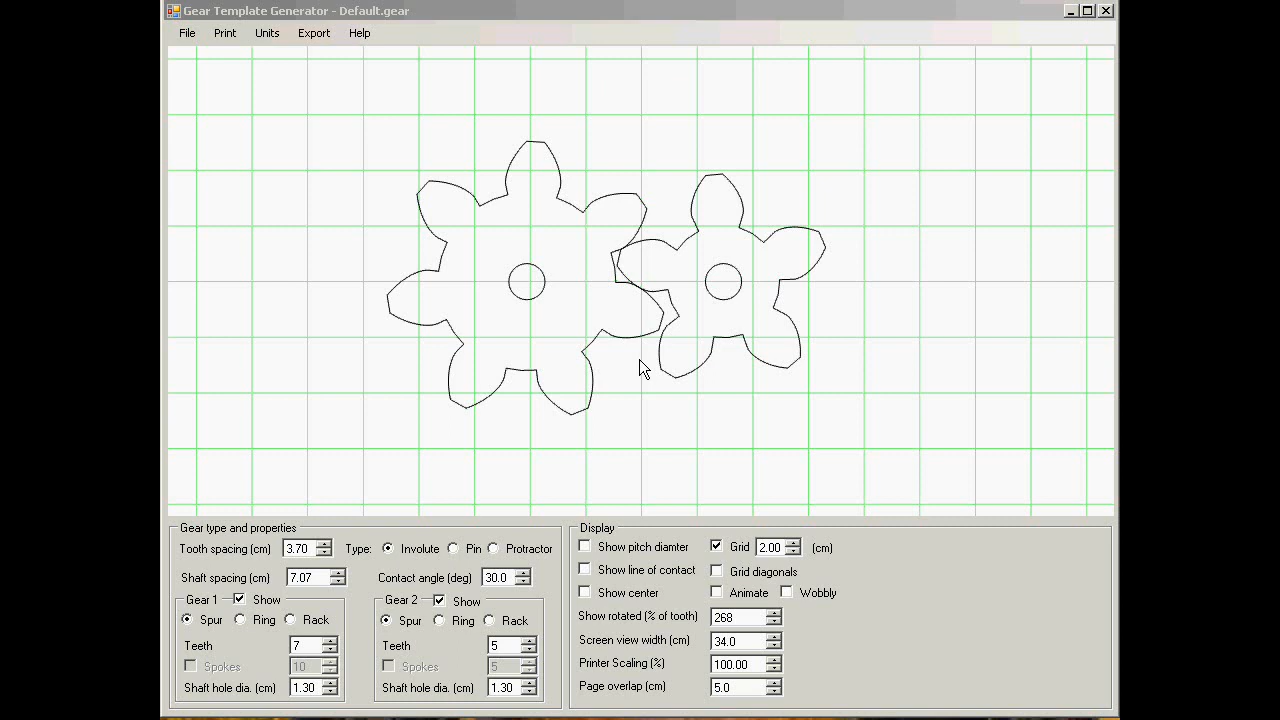 Gear Template Generator - Default.gear
File Print Units Export Help
Gear type and properties
Tooth spacing (cm) 3.70 Type: Involute Pin Protractor
Shaft spacing (cm) 7.07 Contact angle (deg) 30.0
Gear 1 Show
Spur Ring Rack
Teeth 7
Spokes 10
Shaft hole dia. (cm) 1.30
Gear 2 Show
Spur Ring Rack
Teeth 5
Spokes 5
Shaft hole dia. (cm) 1.30
Display
Show pitch diamter Grid 2.00 (cm)
Show line of contact Grid diagonals
Show center Animate Wobbly
Show rotated (% of tooth) 268
Screen view width (cm) 34.0
Printer Scaling (%) 100.00
Page overlap (cm) 5.0